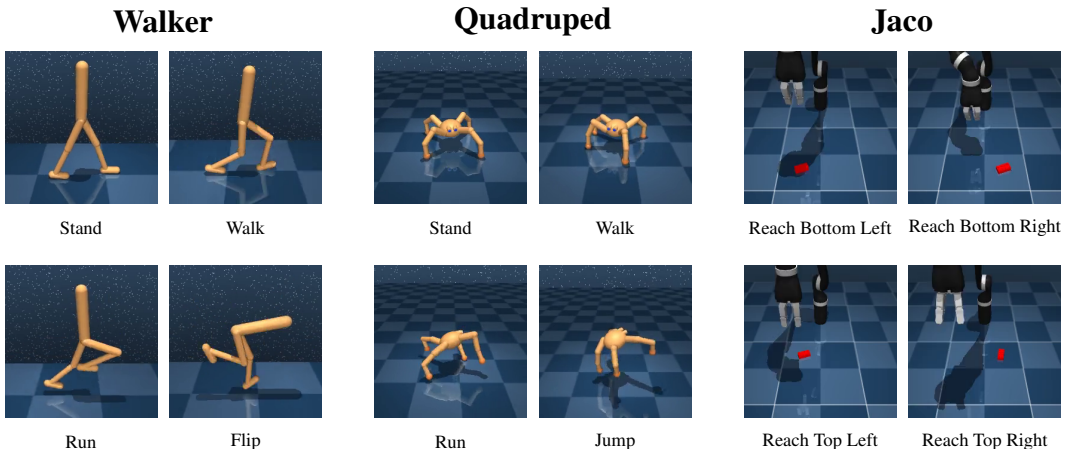 Walker
Quadruped
Jaco
Stand
Walk
Stand
Walk
Reach Bottom Left
Reach Bottom Right
Run
Flip
Run
Jump
Reach Top Left
Reach Top Right